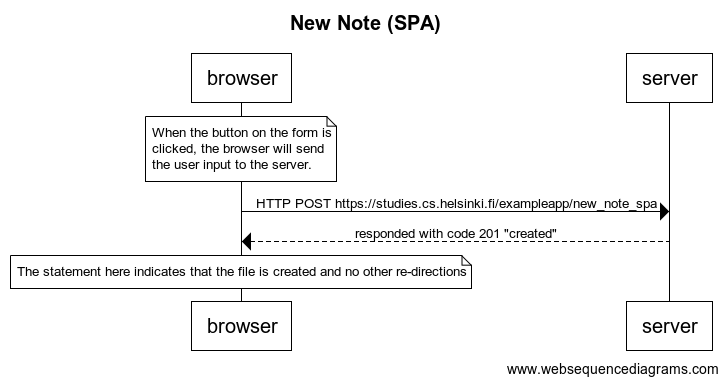 New Note (SPA)
browser
server
When the button on the form is
clicked, the browser will send
the user input to the server.
HTTP POST https://studies.cs.helsinki.fi/exampleapp/new_note_spa
responded with code 201 "created"
The statement here indicates that the file is created and no other re-directions
browser
server
www.websequencediagrams.com